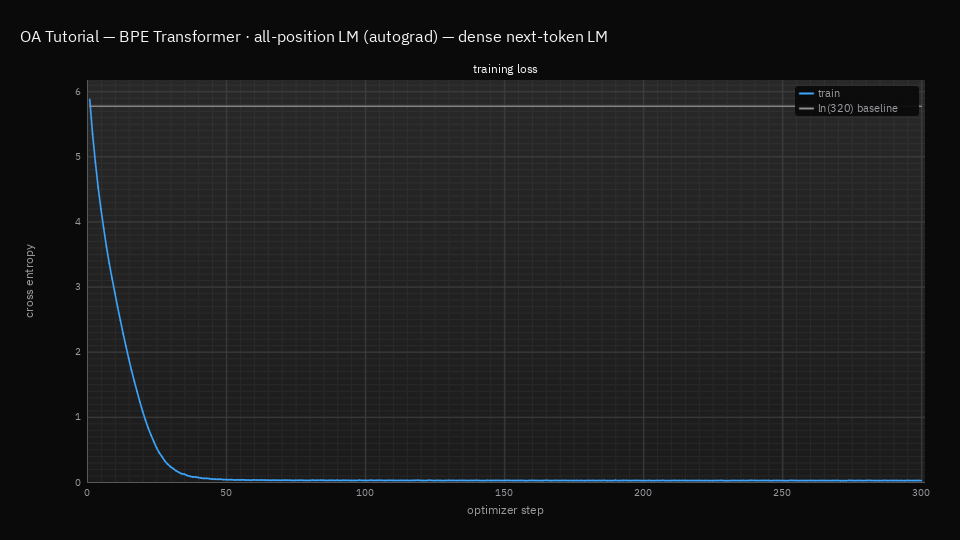 OA Tutorial — BPE Transformer · all-position LM (autograd) — dense next-token LM
training loss
train
ln(320) baseline
6
5
4
3
2
1
0
cross entropy
0 50 100 150 200 250 300
optimizer step